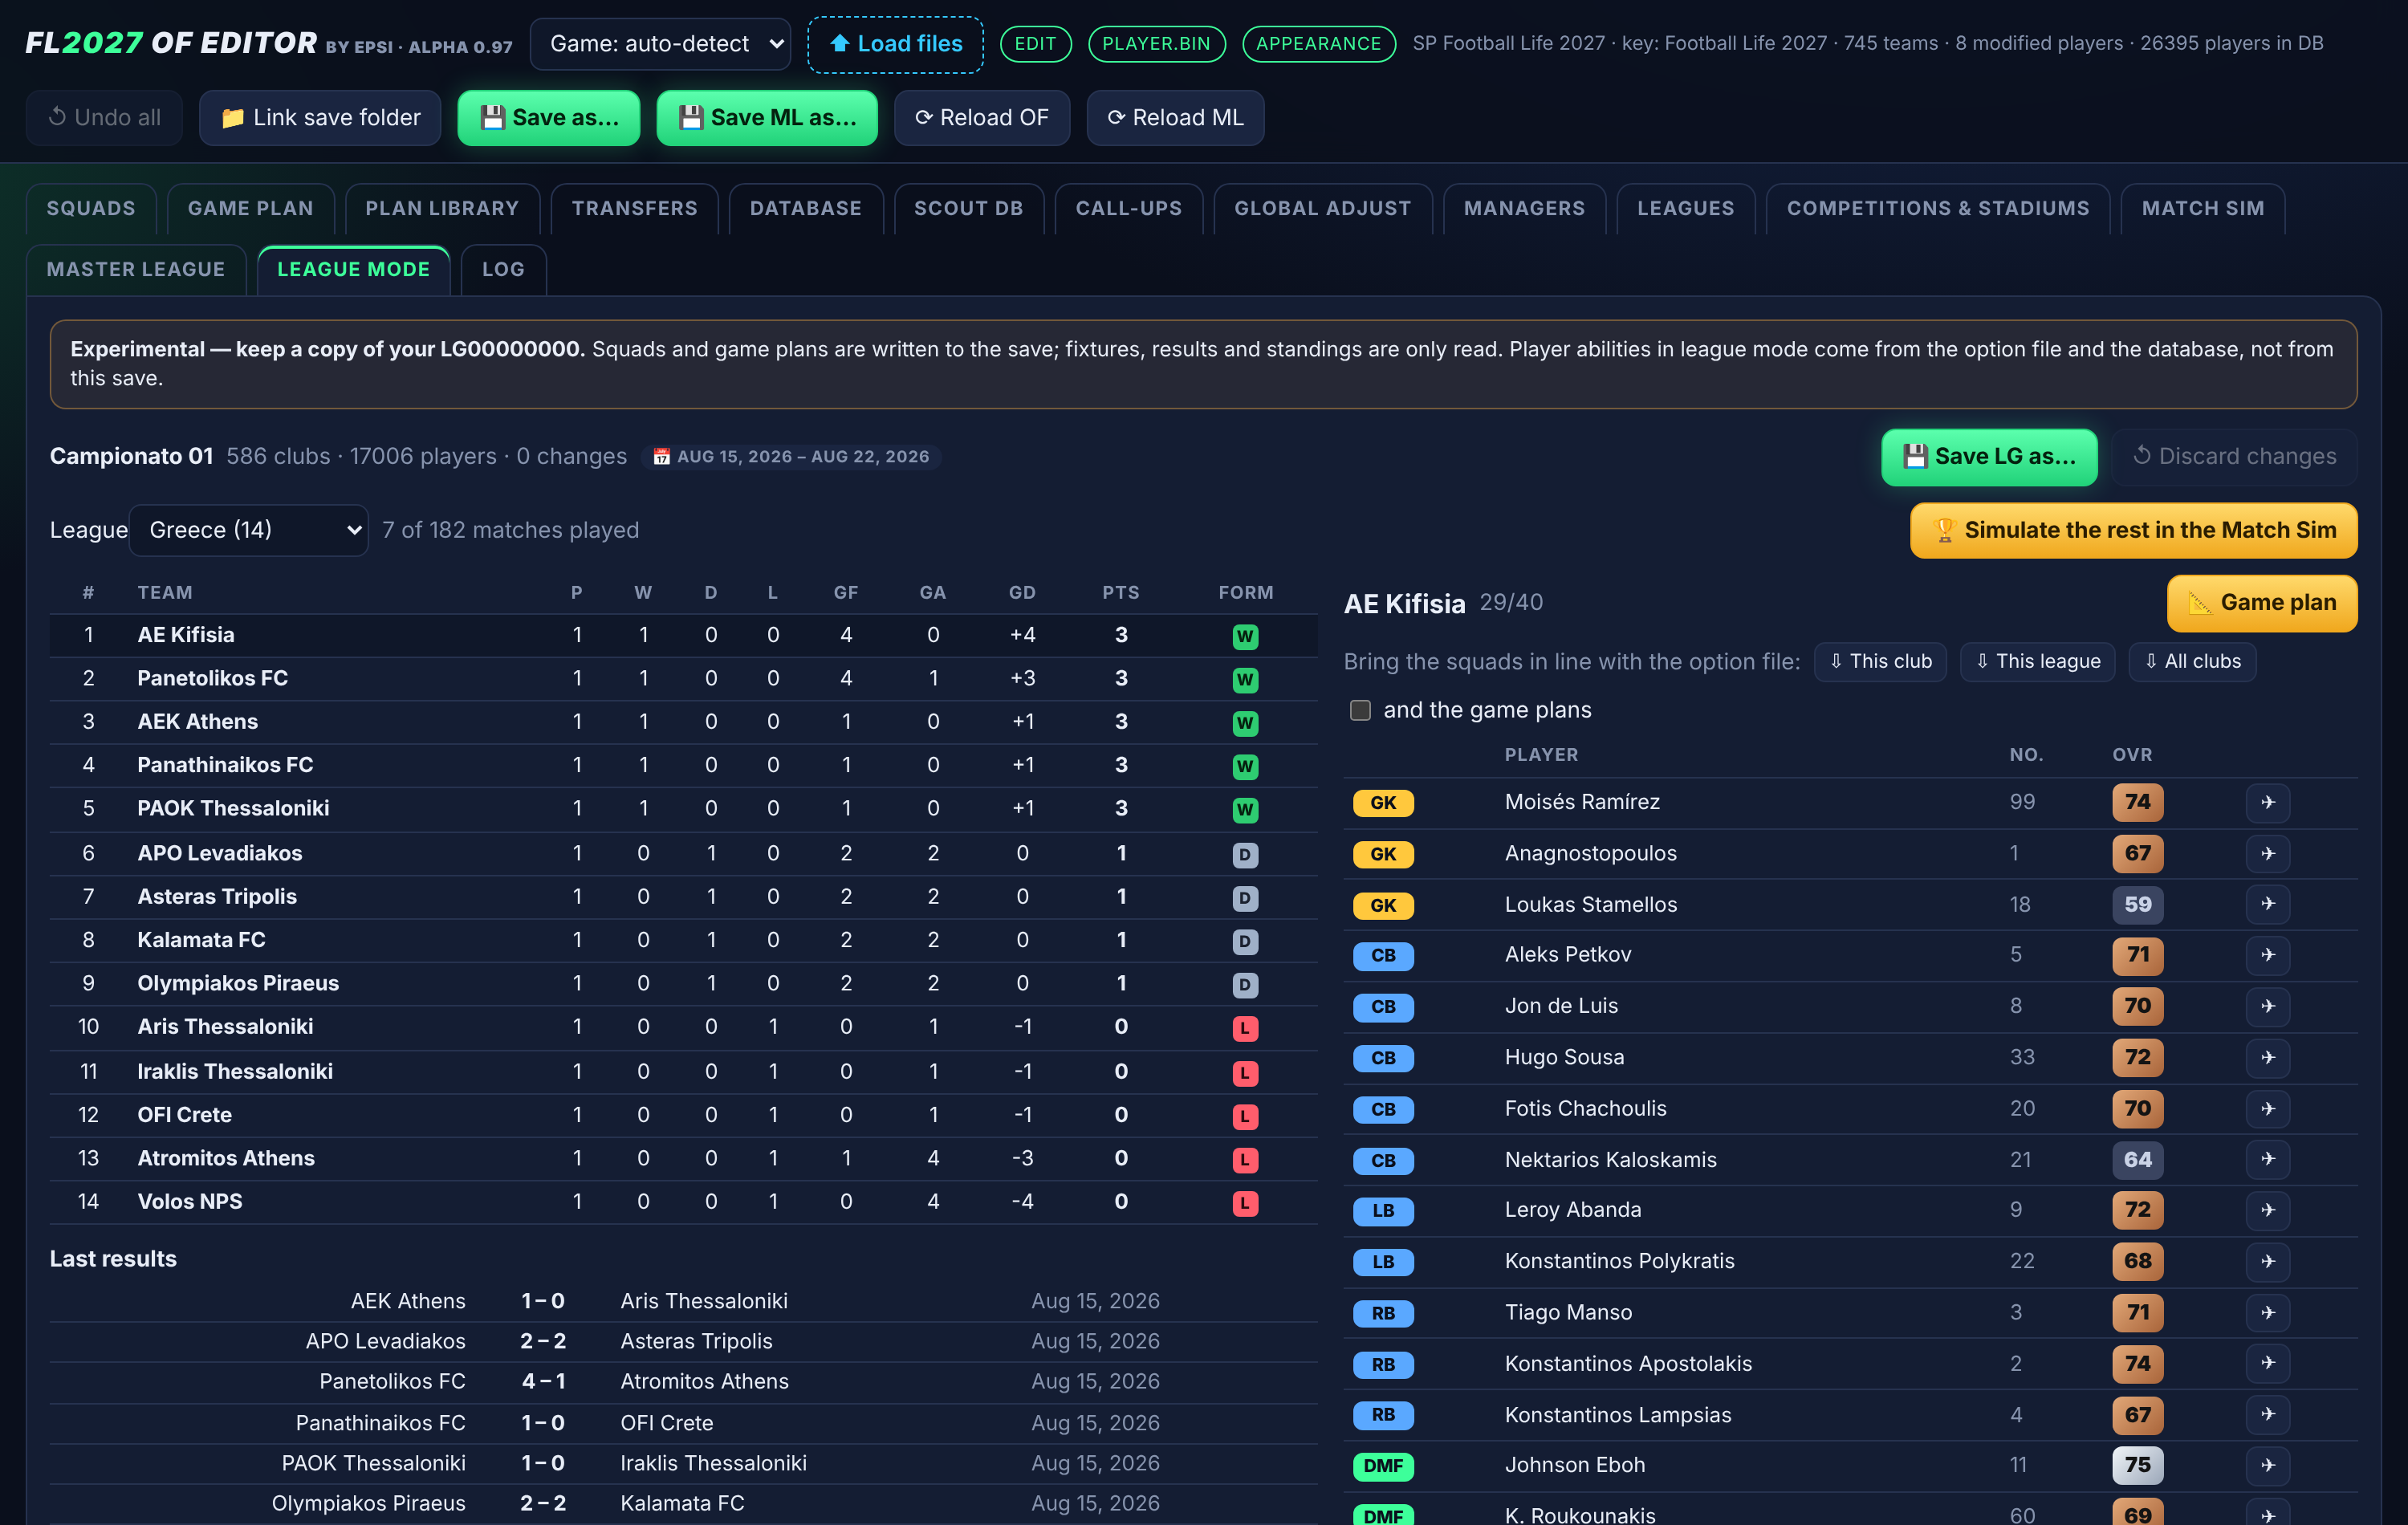 FL2027 OF EDITOR BY EPSI · ALPHA 0.97 Game: auto-detect Load files EDIT PLAYER.BIN APPEARANCE SP Football Life 2027 · key: Football Life 2027 · 745 teams · 8 modified players · 26395 players in DB
Undo all Link save folder Save as... Save ML as... Reload OF Reload ML
SQUADS GAME PLAN PLAN LIBRARY TRANSFERS DATABASE SCOUT DB CALL-UPS GLOBAL ADJUST MANAGERS LEAGUES COMPETITIONS & STADIUMS MATCH SIM
MASTER LEAGUE LEAGUE MODE LOG
Experimental — keep a copy of your LG00000000. Squads and game plans are written to the save; fixtures, results and standings are only read. Player abilities in league mode come from the option file and the database, not from
this save.
Campionato 01 586 clubs · 17006 players · 0 changes AUG 15, 2026 – AUG 22, 2026 Save LG as... Discard changes
League Greece (14) 7 of 182 matches played Simulate the rest in the Match Sim
# TEAM P W D L GF GA GD PTS FORM
1 AE Kifisia 1 1 0 0 4 0 +4 3 W
2 Panetolikos FC 1 1 0 0 4 1 +3 3 W
3 AEK Athens 1 1 0 0 1 0 +1 3 W
4 Panathinaikos FC 1 1 0 0 1 0 +1 3 W
5 PAOK Thessaloniki 1 1 0 0 1 0 +1 3 W
6 APO Levadiakos 1 0 1 0 2 2 0 1 D
7 Asteras Tripolis 1 0 1 0 2 2 0 1 D
8 Kalamata FC 1 0 1 0 2 2 0 1 D
9 Olympiakos Piraeus 1 0 1 0 2 2 0 1 D
10 Aris Thessaloniki 1 0 0 1 0 1 -1 0 L
11 Iraklis Thessaloniki 1 0 0 1 0 1 -1 0 L
12 OFI Crete 1 0 0 1 0 1 -1 0 L
13 Atromitos Athens 1 0 0 1 1 4 -3 0 L
14 Volos NPS 1 0 0 1 0 4 -4 0 L
Last results
AEK Athens 1 – 0 Aris Thessaloniki Aug 15, 2026
APO Levadiakos 2 – 2 Asteras Tripolis Aug 15, 2026
Panetolikos FC 4 – 1 Atromitos Athens Aug 15, 2026
Panathinaikos FC 1 – 0 OFI Crete Aug 15, 2026
PAOK Thessaloniki 1 – 0 Iraklis Thessaloniki Aug 15, 2026
Olympiakos Piraeus 2 – 2 Kalamata FC Aug 15, 2026
AE Kifisia 29/40 Game plan
Bring the squads in line with the option file: ⇩ This club ⇩ This league ⇩ All clubs
and the game plans
PLAYER NO. OVR
GK Moisés Ramírez 99 74
GK Anagnostopoulos 1 67
GK Loukas Stamellos 18 59
CB Aleks Petkov 5 71
CB Jon de Luis 8 70
CB Hugo Sousa 33 72
CB Fotis Chachoulis 20 70
CB Nektarios Kaloskamis 21 64
LB Leroy Abanda 9 72
LB Konstantinos Polykratis 22 68
RB Tiago Manso 3 71
RB Konstantinos Apostolakis 2 74
RB Konstantinos Lampsias 4 67
DMF Johnson Eboh 11 75
DMF K. Roukounakis 60 69